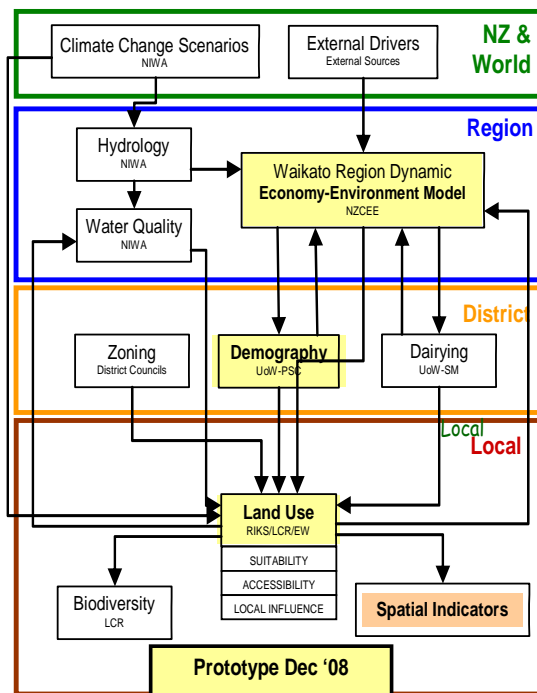 Climate Change Scenarios
NIWA
External Drivers
External Sources
NZ &
World
Region
Hydrology
NIWA
Waikato Region Dynamic
Economy-Environment Model
NZCEE
Water Quality
NIWA
District
Zoning
District Councils
Demography
UoW-PSC
Dairying
UoW-SM
Local
Local
Land Use
RIKS/LCR/EW
SUITABILITY
ACCESSIBILITY
LOCAL INFLUENCE
Biodiversity
LCR
Spatial Indicators
Prototype Dec ‘08